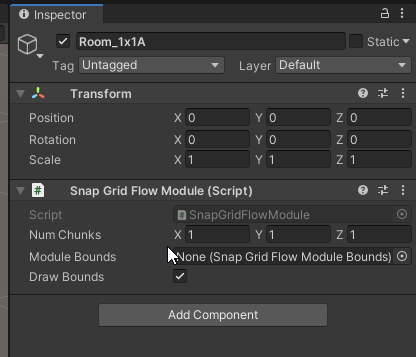 Inspector
Room_1x1A Static
Tag Untagged Layer Default
Transform
Position X 0 Y 0 Z 0
Rotation X 0 Y 0 Z 0
Scale X 1 Y 1 Z 1
#
Snap Grid Flow Module (Script)
Script # SnapGridFlowModule
Num Chunks X 1 Y 1 Z 1
Module Bounds None (Snap Grid Flow Module Bounds)
Draw Bounds
Add Component